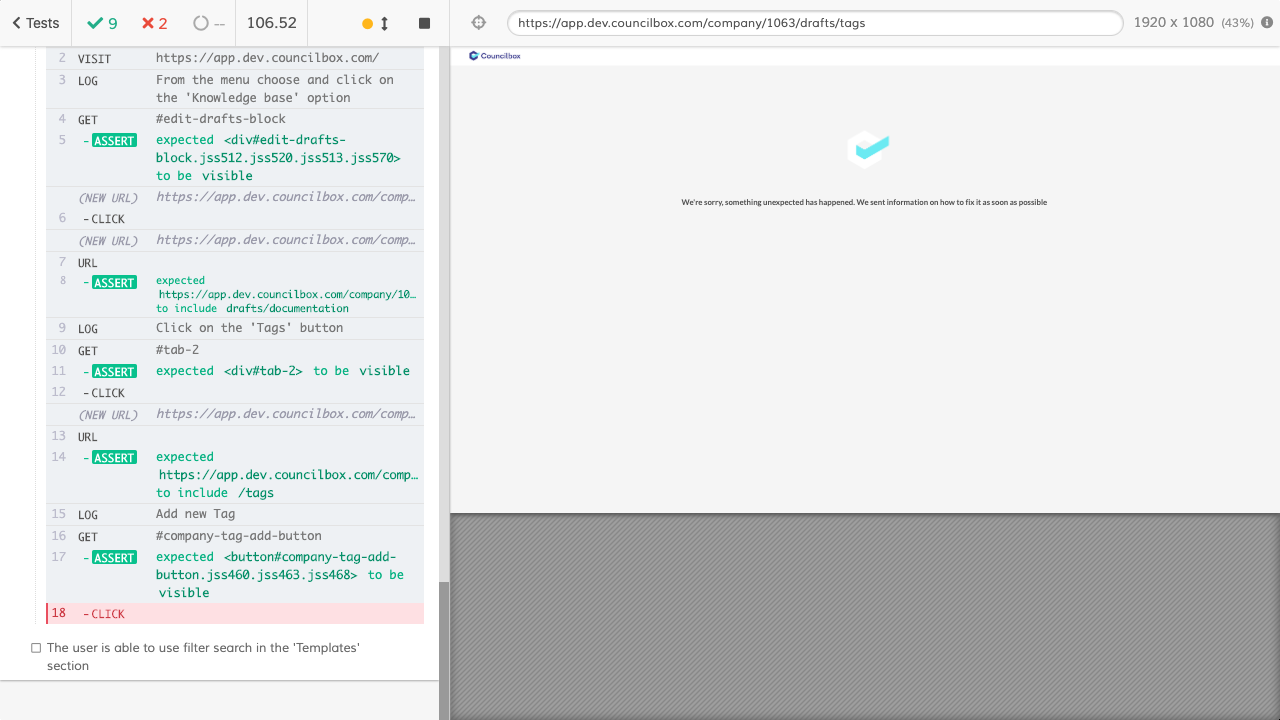 Tests
9
2
--
106.52
https://app.dev.councilbox.com/company/1063/drafts/tags
1920 x 1080 (43%)
2 VISIT https://app.dev.councilbox.com/
3 LOG From the menu choose and click on
the 'Knowledge base' option
4 GET #edit-drafts-block
5 -ASSERT expected <div#edit-drafts-
block.jss512.jss520.jss513.jss570>
to be visible
(NEW URL) https://app.dev.councilbox.com/comp…
6 -CLICK
(NEW URL) https://app.dev.councilbox.com/comp…
7 URL
8 -ASSERT expected
https://app.dev.councilbox.com/company/10…
to include drafts/documentation
9 LOG Click on the 'Tags' button
10 GET #tab-2
11 -ASSERT expected <div#tab-2> to be visible
12 -CLICK
(NEW URL) https://app.dev.councilbox.com/comp…
13 URL
14 -ASSERT expected
https://app.dev.councilbox.com/comp…
to include /tags
15 LOG Add new Tag
16 GET #company-tag-add-button
17 -ASSERT expected <button#company-tag-add-
button.jss460.jss463.jss468> to be
visible
18 -CLICK
The user is able to use filter search in the 'Templates'
section
Councilbox
We're sorry, something unexpected has happened. We sent information on how to fix it as soon as possible